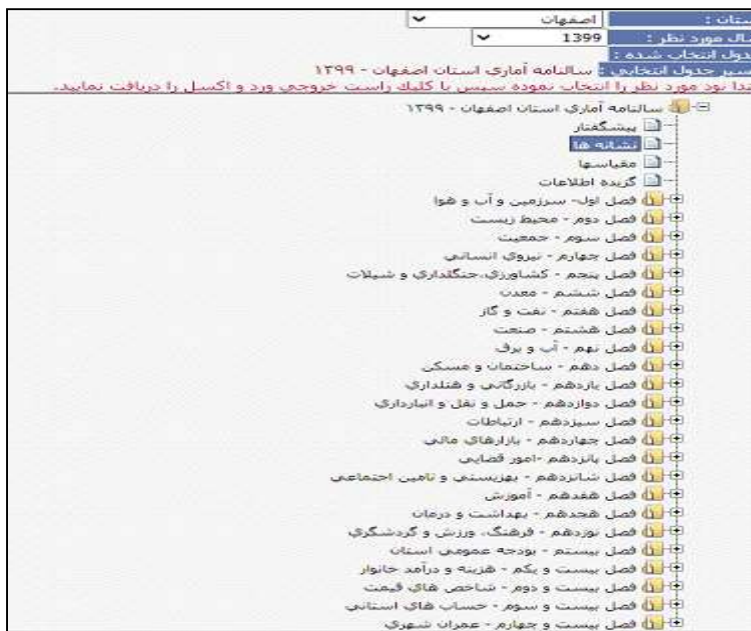 ستان : اصفهان
ال مورد نظر : 1399
دول انتخاب شده :
سیر جدول انتخابی : سالنامه آماری استان اصفهان - ۱۳۹۹
تدا نود مورد نظر را انتخاب نموده سپس با کلیک راست خروجی ورد و اکسل را دریافت نمایید.
سالنامه آماری استان اصفهان - ۱۳۹۹
پیشگفتار
نشانه ها
مقیاسها
گزیده اطلاعات
فصل اول- سرزمین و آب و هوا
فصل دوم - محیط زیست
فصل سوم - جمعیت
فصل چهارم - نیروی انسانی
فصل پنجم - کشاورزی،جنگلداری و شیلات
فصل ششم - معدن
فصل هفتم - نفت و گاز
فصل هشتم - صنعت
فصل نهم - آب و برق
فصل دهم - ساختمان و مسکن
فصل یازدهم - بازرگانی و هتلداری
فصل دوازدهم - حمل و نقل و انبارداری
فصل سیزدهم - ارتباطات
فصل چهاردهم - بازارهای مالی
فصل پانزدهم -امور قضایی
فصل شانزدهم - بهزیستی و تامین اجتماعی
فصل هفدهم - آموزش
فصل هجدهم - بهداشت و درمان
فصل نوزدهم - فرهنگ، ورزش و گردشگری
فصل بیستم - بودجه عمومی استان
فصل بیست و یکم - هزینه و درآمد خانوار
فصل بیست و دوم - شاخص های قیمت
فصل بیست و سوم - حساب های استانی
فصل بیست و چهارم - عمران شهری